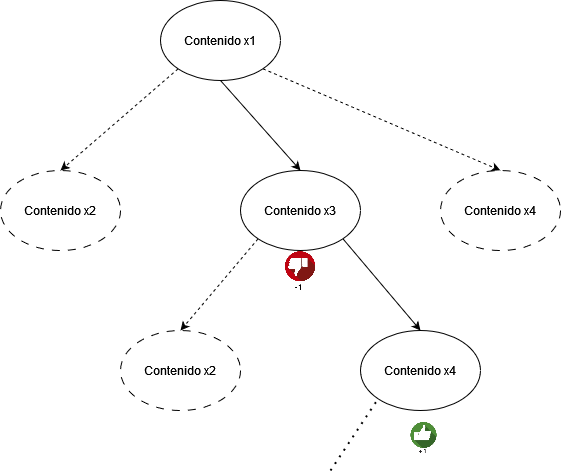 Contenido x1
Contenido x2
Contenido x3
Contenido x4
-1
Contenido x2
Contenido x4
+1